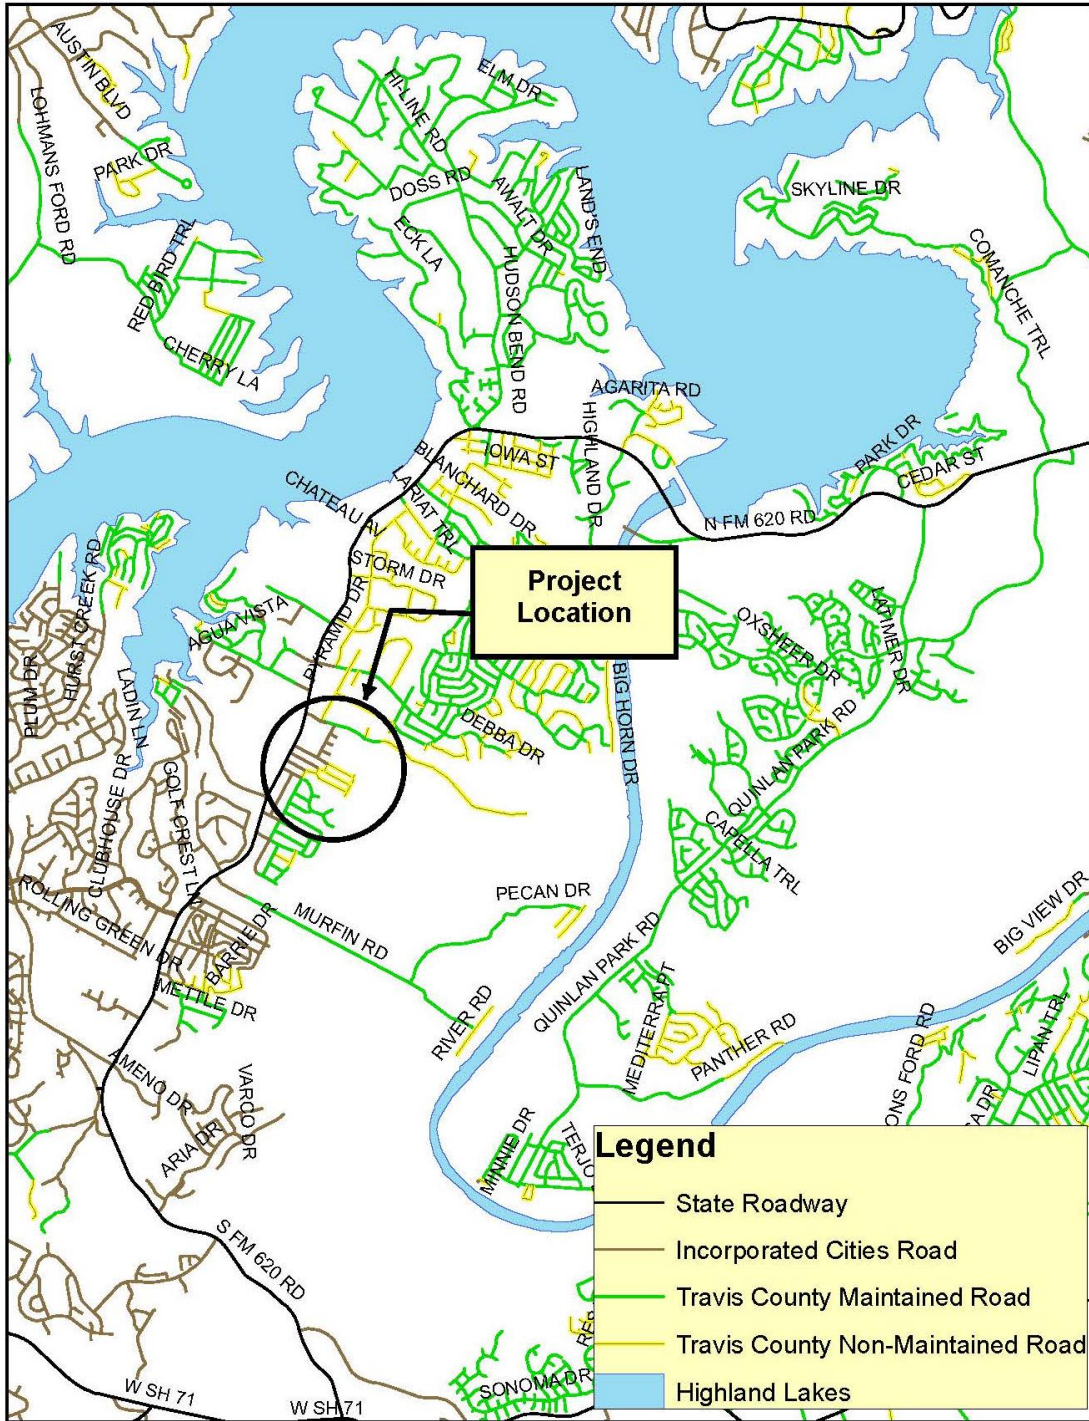 AUSTIN BLVD
LOHMANS FORD RD
PARK DR
RED BIRD TRL
CHERRY LA
HI-LINE RD
ELM DR
DOSS RD
AWALT DR
LAND'S END
ECK LA
HUDSON BEND RD
SKYLINE DR
COMANCHE TRL
AGARITA RD
HIGHLAND DR
IOWA ST
BLANCHARD DR
LARIAT TRL
CHATEAU AV
PARK DR
CEDAR ST
N FM 620 RD
STORM DR
PYRAMID DR
AGUA VISTA
Project
Location
HURST CREEK RD
PLUM DR
LADIN LN
CLUBHOUSE DR
GOLF CREST LN
OXSHEER DR
LATIMER DR
BIG HORN DR
DEBBA DR
QUINLAN PARK RD
CAPELLA TRL
ROLLING GREEN DR
BARRIE DR
METTLE DR
MURFIN RD
PECAN DR
RIVER RD
QUINLAN PARK RD
MEDITERRA PT
PANTHER RD
BIG VIEW DR
ONS FORD RD
LIPAN TRL
CA DR
AMENO DR
VARCO DR
ARIA DR
MINNIE DR
TERJO
S FM 620 RD
W SH 71
W SH 71
SONOMA DR
Legend
State Roadway
Incorporated Cities Road
Travis County Maintained Road
Travis County Non-Maintained Road
Highland Lakes